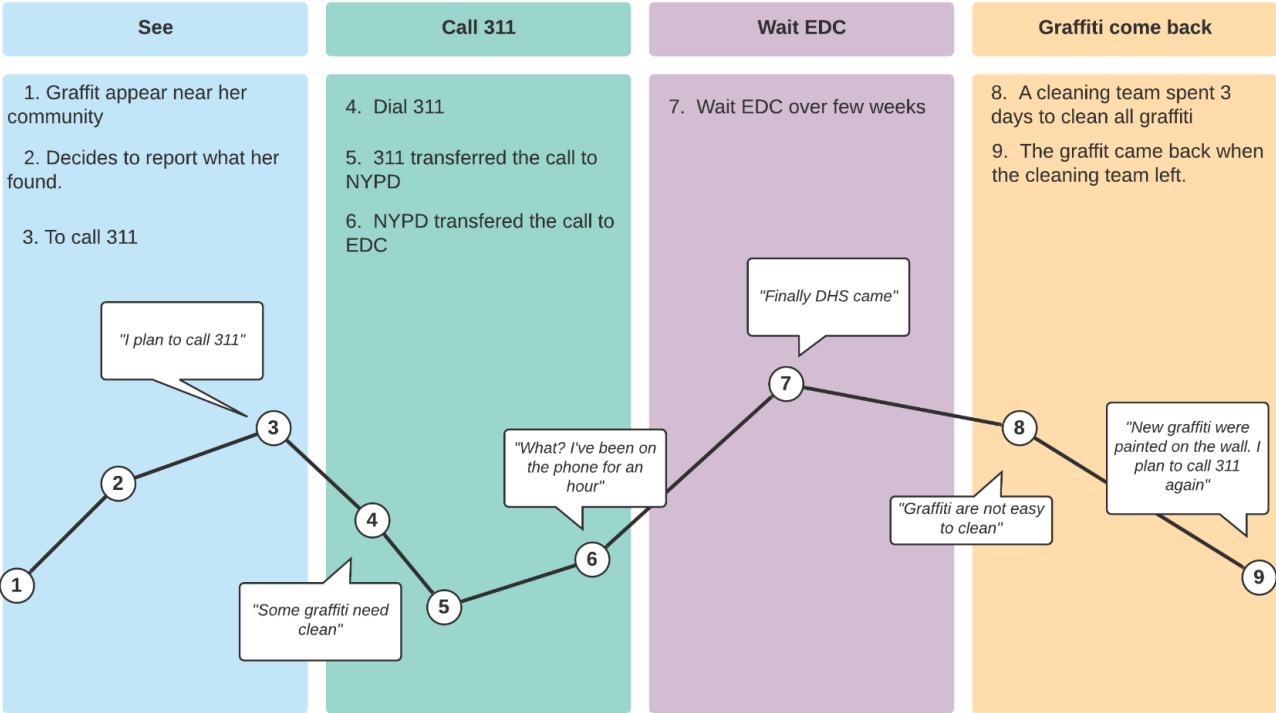 See
Call 311
Wait EDC
Graffiti come back
1. Graffit appear near her
community
2. Decides to report what her
found.
3. To call 311
4. Dial 311
5. 311 transferred the call to
NYPD
6. NYPD transfered the call to
EDC
7. Wait EDC over few weeks
8. A cleaning team spent 3
days to clean all graffiti
9. The graffit came back when
the cleaning team left.
"I plan to call 311"
"Some graffiti need
clean"
"What? I've been on
the phone for an
hour"
"Finally DHS came"
"Graffiti are not easy
to clean"
"New graffiti were
painted on the wall. I
plan to call 311
again"
1
2
3
4
5
6
7
8
9